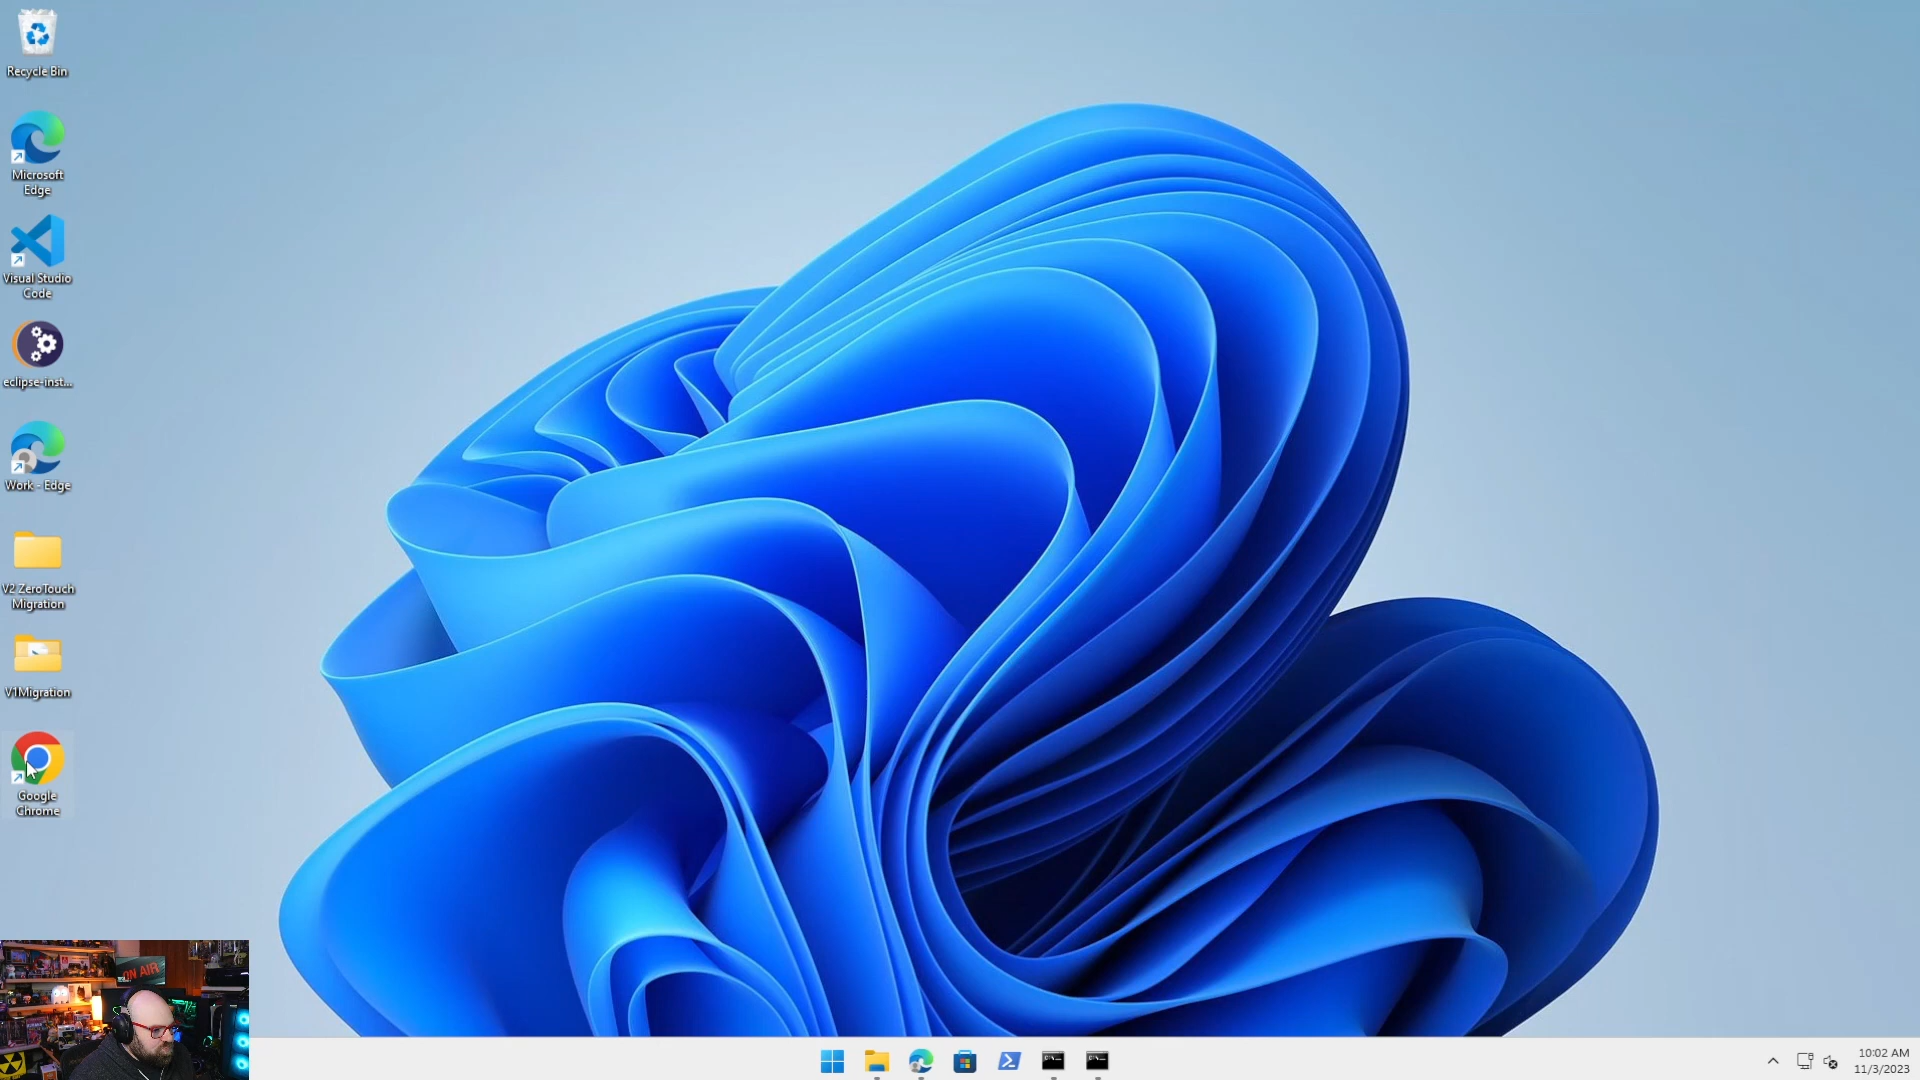 Recycle Bin
Microsoft
Edge
Visual Studio
Code
eclipse-inst...
Work - Edge
V2 ZeroTouch
Migration
V1Migration
Google
Chrome
ON AIR
10:02 AM
11/3/2023